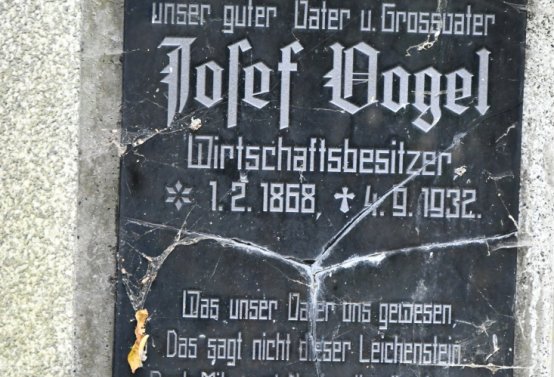 unser guter Vater u. Grossvater
Josef Vogel
Wirtschaftsbesitzer
* 1. 2. 1868, ✝ 4. 9. 1932.
Was unser Vater uns gewesen,
Das sagt nicht dieser Leichenstein.